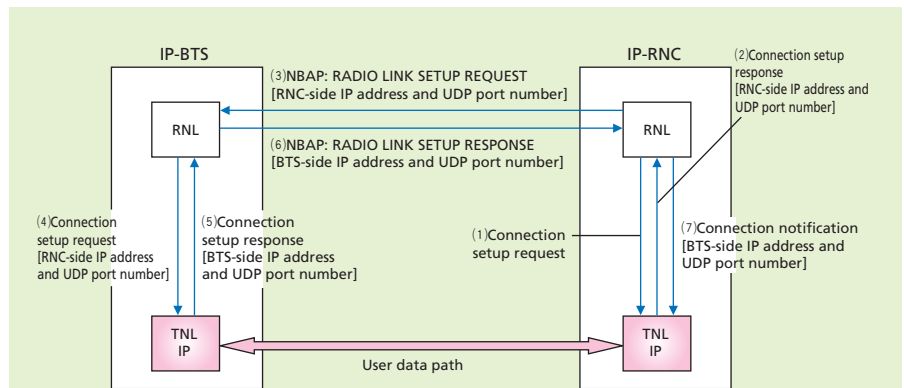 IP-BTS
IP-RNC
(2)Connection setup
response
[RNC-side IP address and
UDP port number]
(3)NBAP: RADIO LINK SETUP REQUEST
[RNC-side IP address and UDP port number]
RNL
RNL
(6)NBAP: RADIO LINK SETUP RESPONSE
[BTS-side IP address and UDP port number]
(4)Connection
setup request
[RNC-side IP address
and UDP port number]
(5)Connection
setup response
[BTS-side IP address
and UDP port number]
(1)Connection
setup request
(7)Connection notification
[BTS-side IP address and
UDP port number]
TNL
IP
TNL
IP
User data path